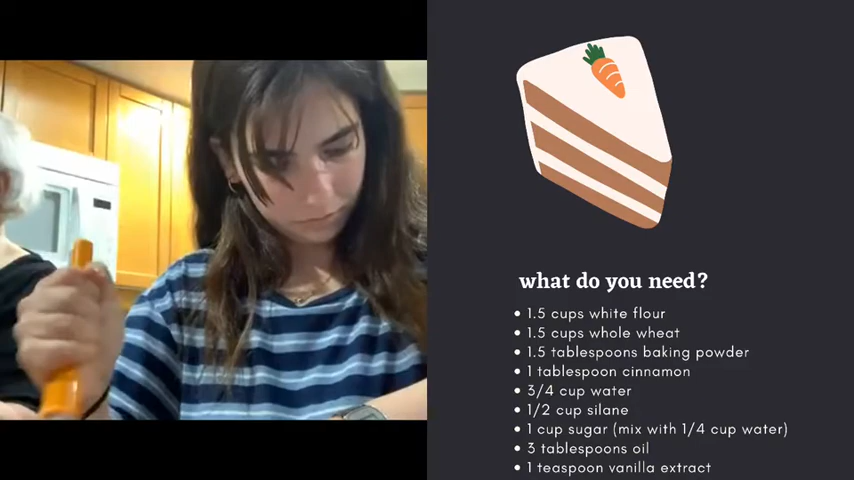 what do you need?
• 1.5 cups white flour
• 1.5 cups whole wheat
• 1.5 tablespoons baking powder
• 1 tablespoon cinnamon
• 3/4 cup water
• 1/2 cup silane
• 1 cup sugar (mix with 1/4 cup water)
• 3 tablespoons oil
• 1 teaspoon vanilla extract